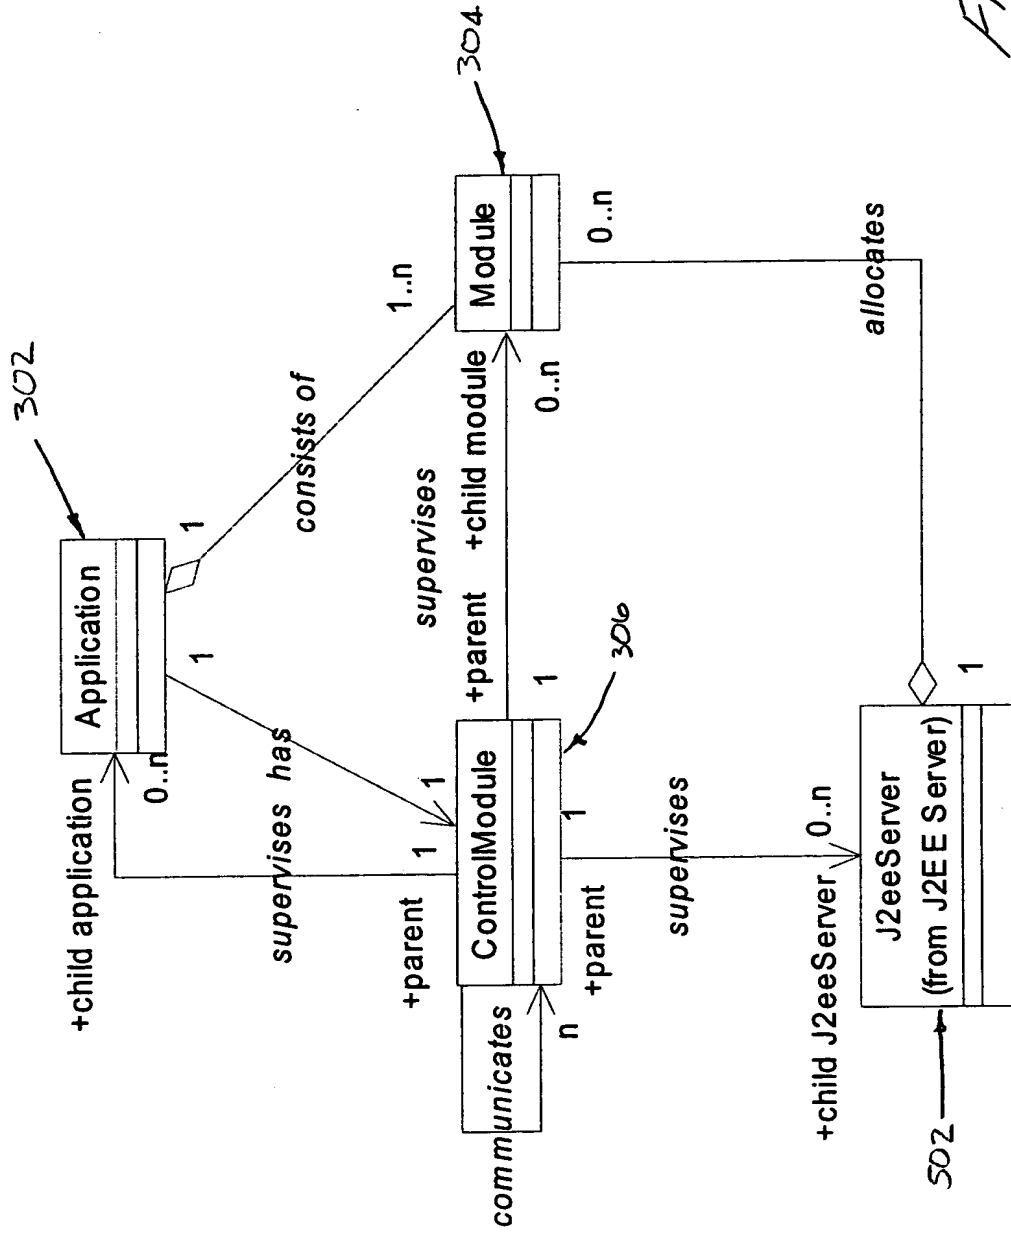 302
Application
+child application
0..n
1
1
supervises has
consists of
1..n
304
Module
0..n
+parent
1
1
supervises
+parent
+child module
1
0..n
ControlModule
306
communicates
n
1
+parent
supervises
allocates
+child J2eeServer
0..n
1
J2eeServer
(from J2EE Server)
502